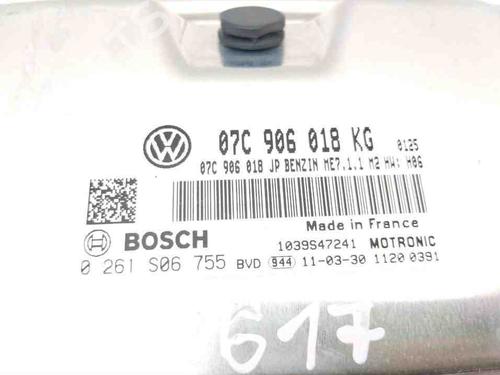 07C 906 018 KG 0125
07C 906 018 JP BENZIN ME7.1.1 M2 HW: H06
Made in France
BOSCH 1039S47241 MOTRONIC
0 261 S06 755 BVD 944 11-03-30 1120 0391
617